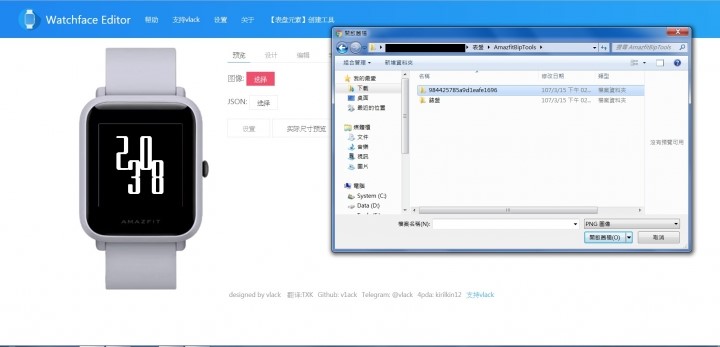 Watchface Editor 帮助 支持vlack 设置 关于 【表盘元素】创建工具
预览 设计 编辑
图像: 选择
JSON: 选择
设置 实际尺寸预览
20
38
AMAZFIT
designed by vlack 翻译:fXK Github: v1ack Telegram: @vlack 4pda: kirilkin12 支持vlack
開啟舊檔
表盤 AmazfitBipTools 搜尋 AmazfitBipTools
組合管理 新增資料夾
我的最愛
下載
桌面
最近的位置
媒體櫃
文件
音樂
視訊
圖片
電腦
System (C:)
Data (D:)
名稱 修改日期 類型
984425785a9d1eafe1696 107/3/15 下午 02... 檔案資料夾
錶盤 107/3/15 下午 02... 檔案資料夾
沒有預覽可用
檔案名稱(N): PNG 圖像
開啟舊檔(O) 取消